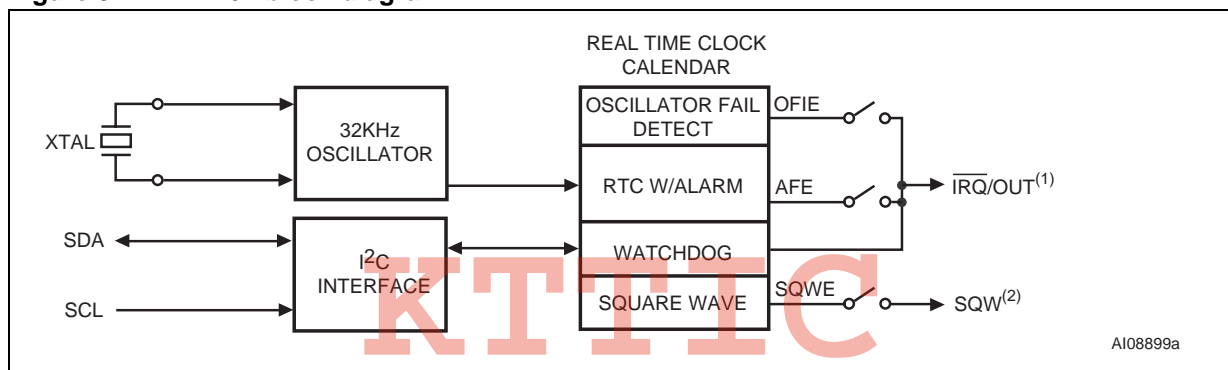 REAL TIME CLOCK
CALENDAR
XTAL
32KHz
OSCILLATOR
OSCILLATOR FAIL
DETECT
OFIE
RTC W/ALARM
AFE
IRQ/OUT(1)
SDA
SCL
I2C
INTERFACE
WATCHDOG
SQUARE WAVE
SQWE
SQW(2)
KTTIC
AI08899a